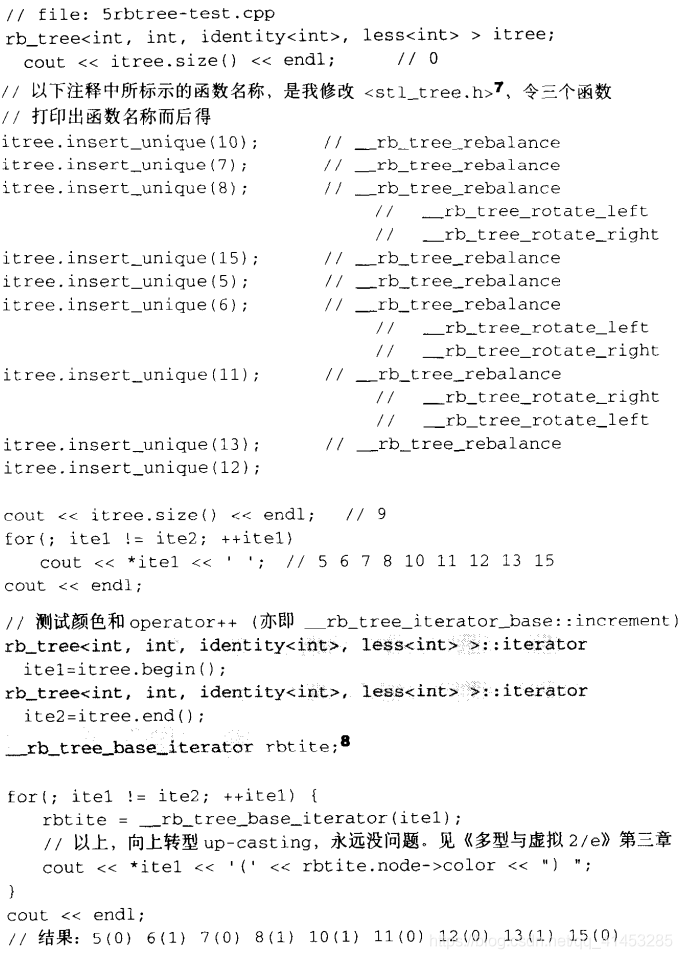 // file: 5rbtree-test.cpp
rb_tree<int, int, identity<int>, less<int> > itree;
cout << itree.size() << endl; // 0
// 以下注释中所标示的函数名称，是我修改 <stl_tree.h>7，令三个函数
// 打印出函数名称而后得
itree.insert_unique(10); // __rb_tree_rebalance
itree.insert_unique(7); // __rb_tree_rebalance
itree.insert_unique(8); // __rb_tree_rebalance
// __rb_tree_rotate_left
// __rb_tree_rotate_right
itree.insert_unique(15); // __rb_tree_rebalance
itree.insert_unique(5); // __rb_tree_rebalance
itree.insert_unique(6); // __rb_tree_rebalance
// __rb_tree_rotate_left
// __rb_tree_rotate_right
itree.insert_unique(11); // __rb_tree_rebalance
// __rb_tree_rotate_right
// __rb_tree_rotate_left
itree.insert_unique(13); // __rb_tree_rebalance
itree.insert_unique(12);
cout << itree.size() << endl; // 9
for(; ite1 != ite2; ++ite1)
cout << *ite1 << ' '; // 5 6 7 8 10 11 12 13 15
cout << endl;
// 测试颜色和operator++ (亦即 __rb_tree_iterator_base::increment)
rb_tree<int, int, identity<int>, less<int> >::iterator
ite1=itree.begin();
rb_tree<int, int, identity<int>, less<int> >::iterator
ite2=itree.end();
__rb_tree_base_iterator rbtite;8
for(; ite1 != ite2; ++ite1) {
rbtite = __rb_tree_base_iterator(ite1);
// 以上，向上转型up-casting，永远没问题。见《多型与虚拟2/e》第三章
cout << *ite1 << '(' << rbtite.node->color << ") ";
}
cout << endl;
// 结果: 5(0) 6(1) 7(0) 8(1) 10(1) 11(0) 12(0) 13(1) 15(0)